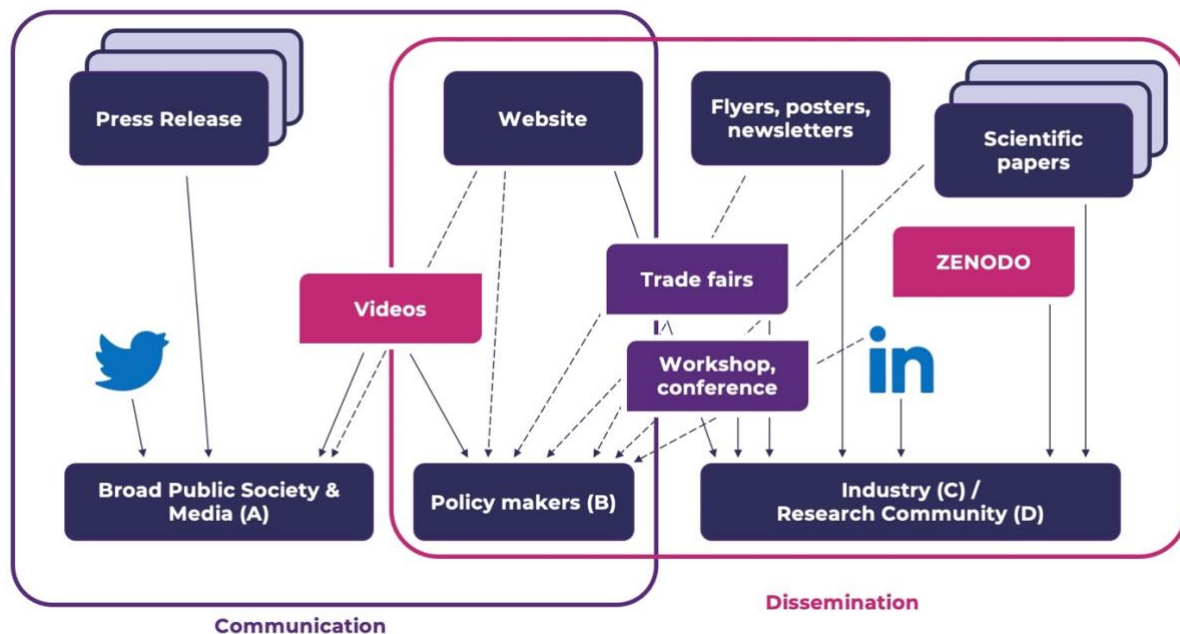 Press Release
Website
Flyers, posters,
newsletters
Scientific
papers
Trade fairs
ZENODO
Videos
Workshop,
conference
in
Broad Public Society &
Media (A)
Policy makers (B)
Industry (C) /
Research Community (D)
Dissemination
Communication